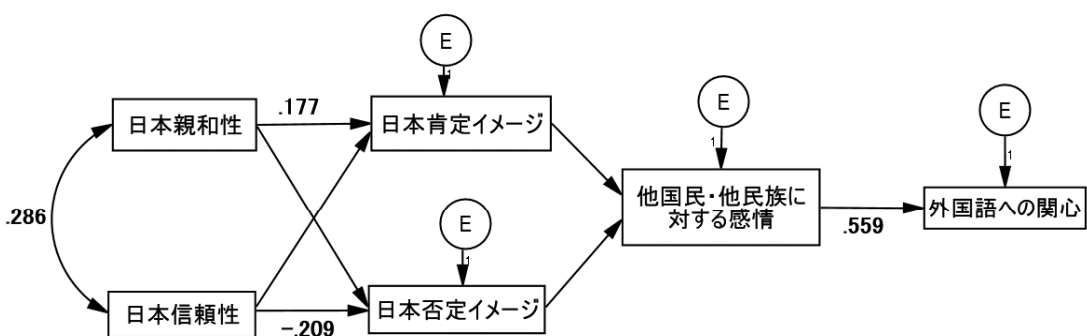 E
E
E
日本親和性
.177
日本肯定イメージ
1
1
1
他国民・他民族に
対する感情
.559
外国語への関心
.286
E
1
日本信頼性
-.209
日本否定イメージ